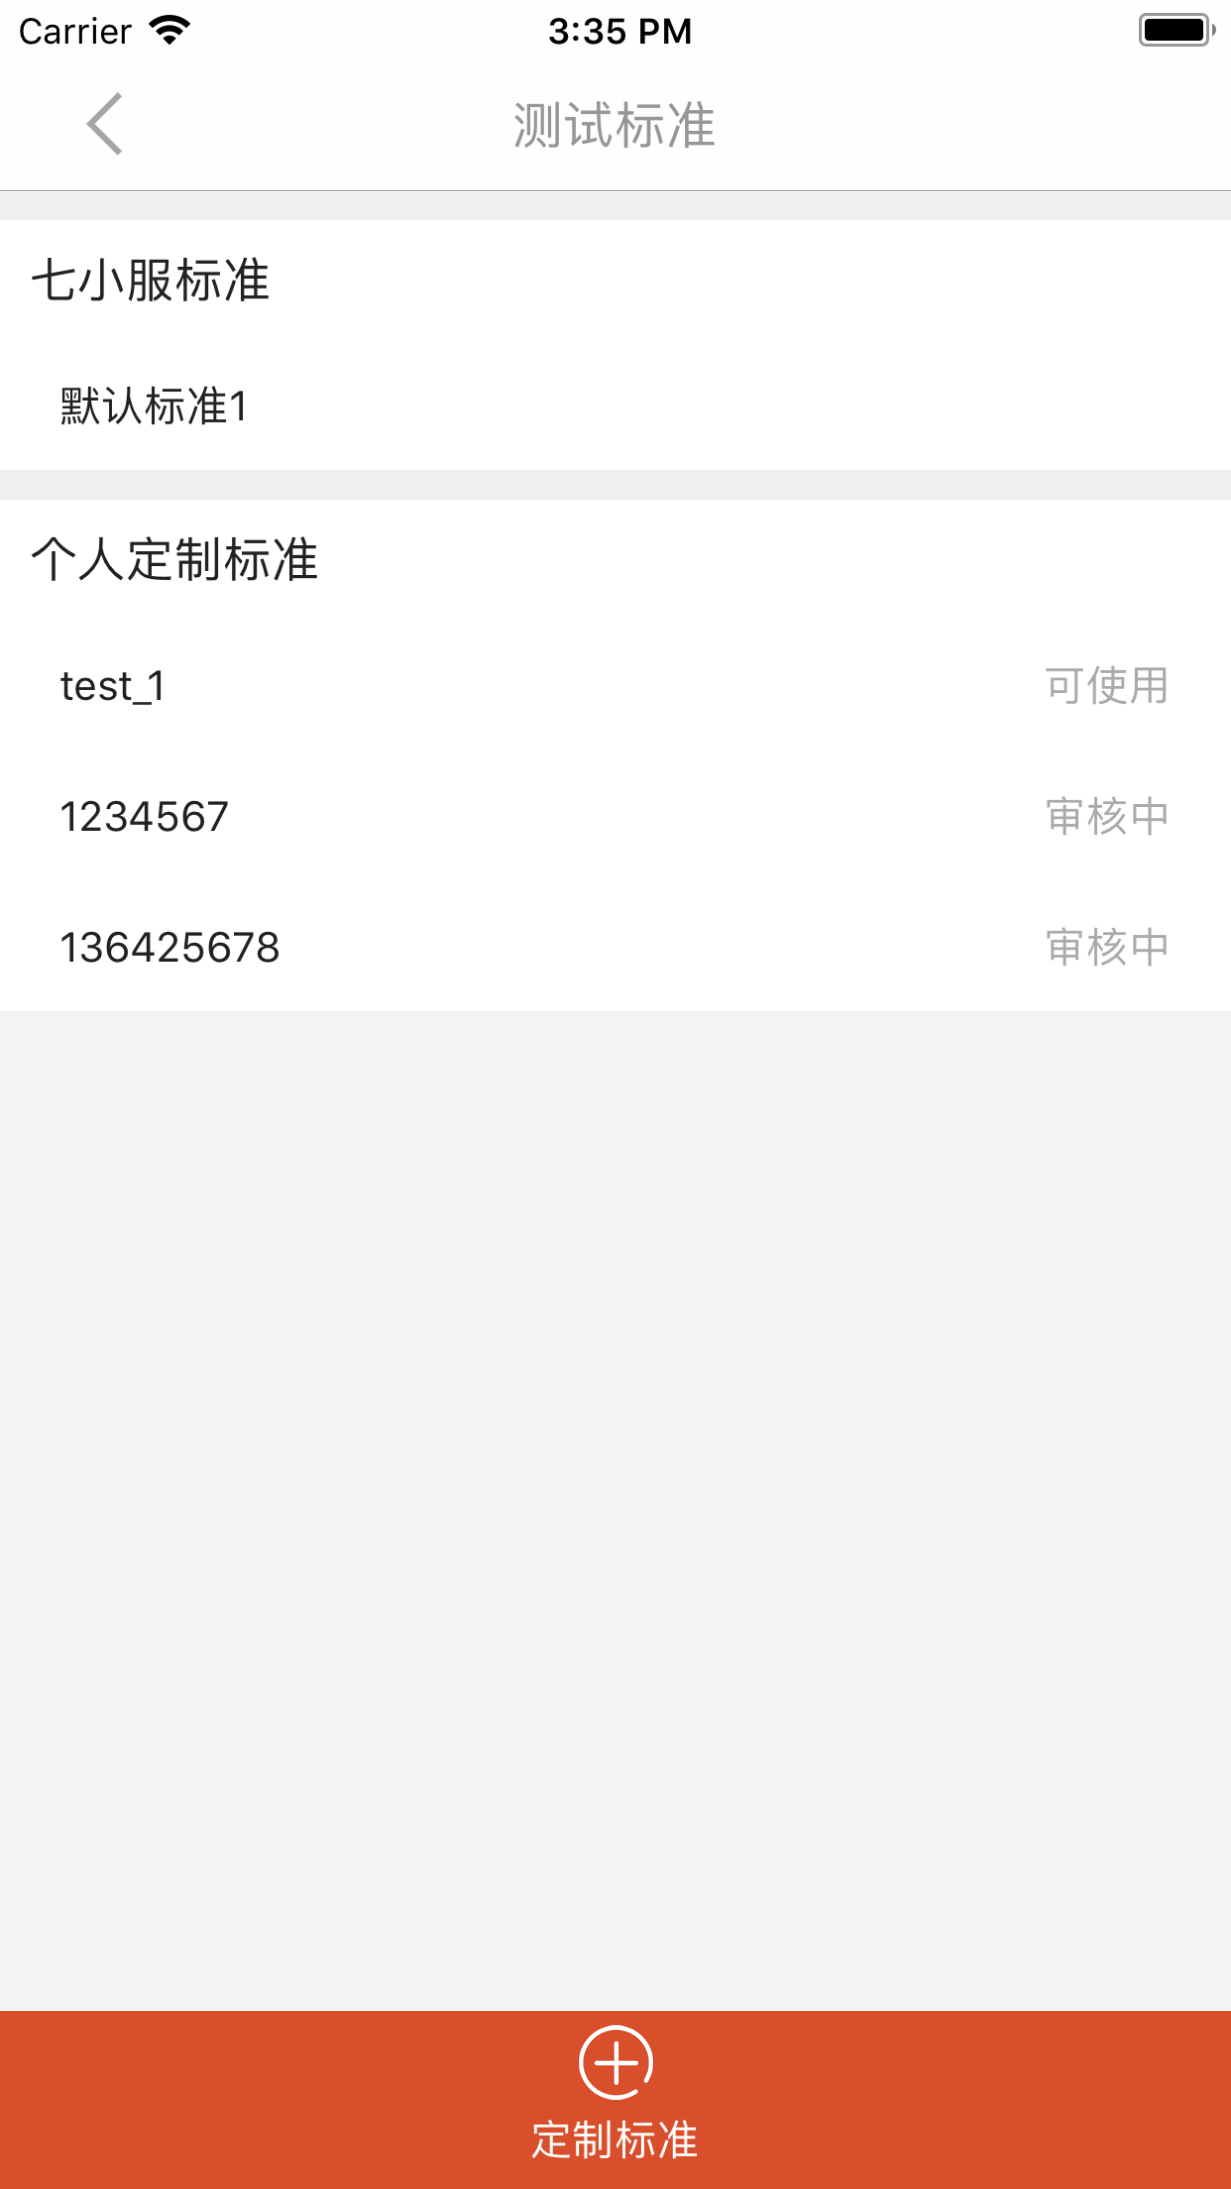 Carrier 3:35 PM
测试标准
七小服标准
默认标准1
个人定制标准
test_1 可使用
1234567 审核中
136425678 审核中
定制标准